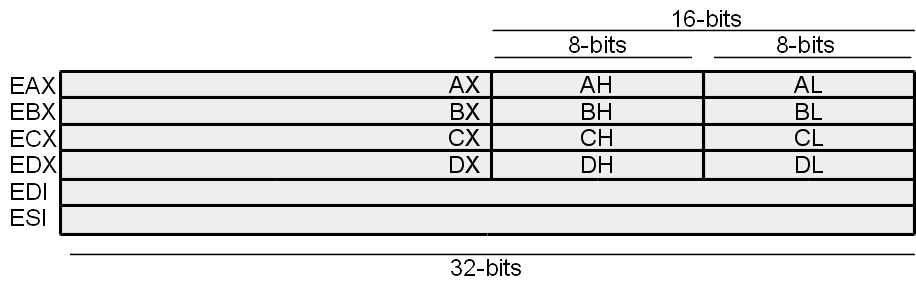 16-bits
8-bits 8-bits
EAX AX AH AL
EBX BX BH BL
ECX CX CH CL
EDX DX DH DL
EDI
ESI
32-bits